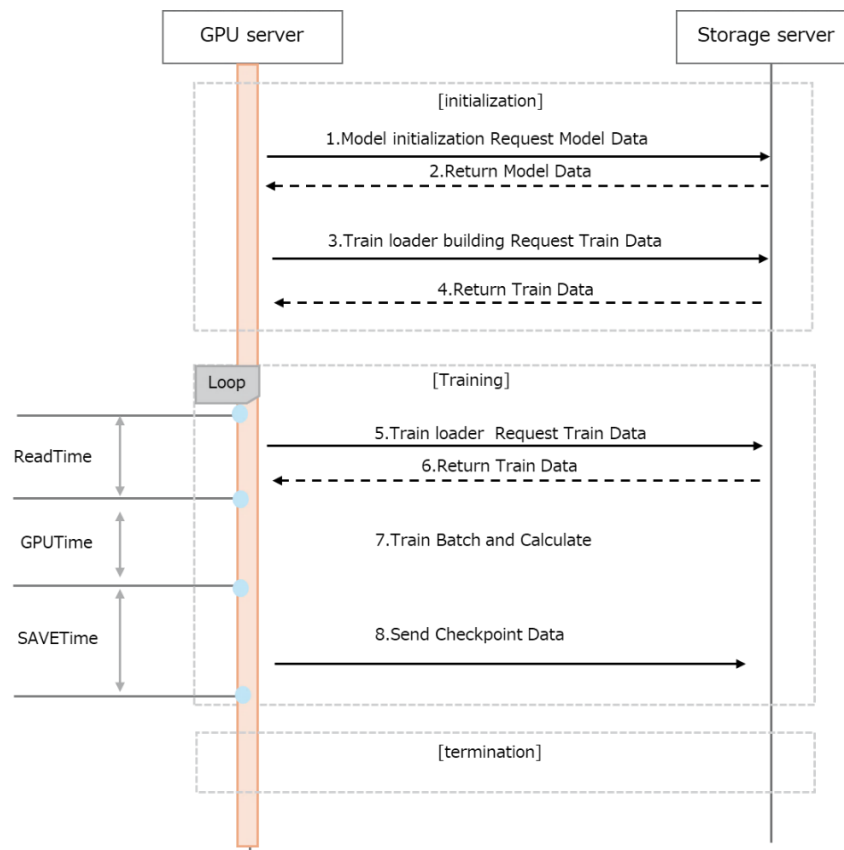 GPU server
Storage server
[initialization]
1.Model initialization Request Model Data
2.Return Model Data
3.Train loader building Request Train Data
4.Return Train Data
Loop
[Training]
5.Train loader  Request Train Data
ReadTime
6.Return Train Data
GPUTime
7.Train Batch and Calculate
SAVETime
8.Send Checkpoint Data
[termination]